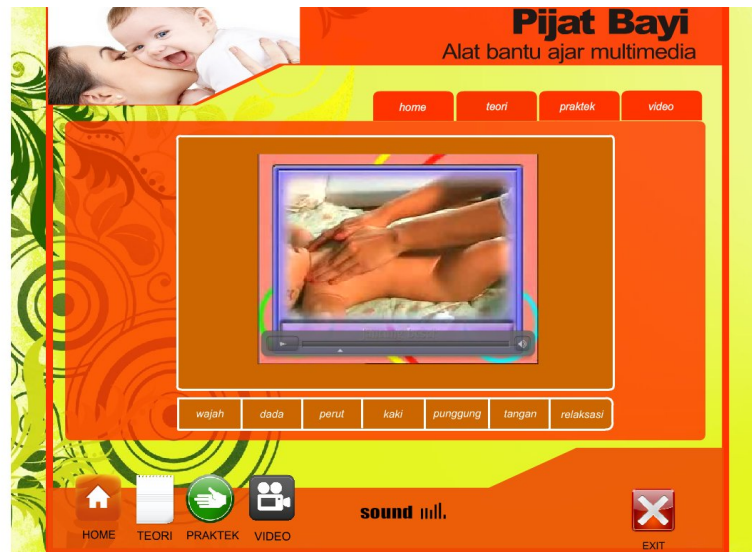 Pijat Bayi
Alat bantu ajar multimedia
home teori praktek video
wajah dada perut kaki punggung tangan relaksasi
sound
HOME TEORI PRAKTEK VIDEO
EXIT